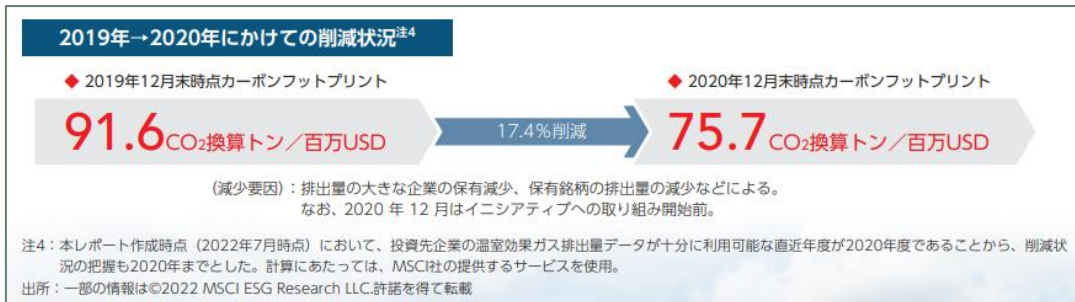 2019年→2020年にかけての削減状況注4
◆ 2019年12月末時点カーボンフットプリント
◆ 2020年12月末時点カーボンフットプリント
91.6CO2換算トン／百万USD
17.4%削減
75.7CO2換算トン／百万USD
（減少要因）：排出量の大きな企業の保有減少、保有銘柄の排出量の減少などによる。
なお、2020 年 12 月はイニシアティブへの取り組み開始前。
注4：本レポート作成時点（2022年7月時点）において、投資先企業の温室効果ガス排出量データが十分に利用可能な直近年度が2020年度であることから、削減状
況の把握も2020年までとした。計算にあたっては、MSCI社の提供するサービスを使用。
出所：一部の情報は©2022 MSCI ESG Research LLC.許諾を得て転載